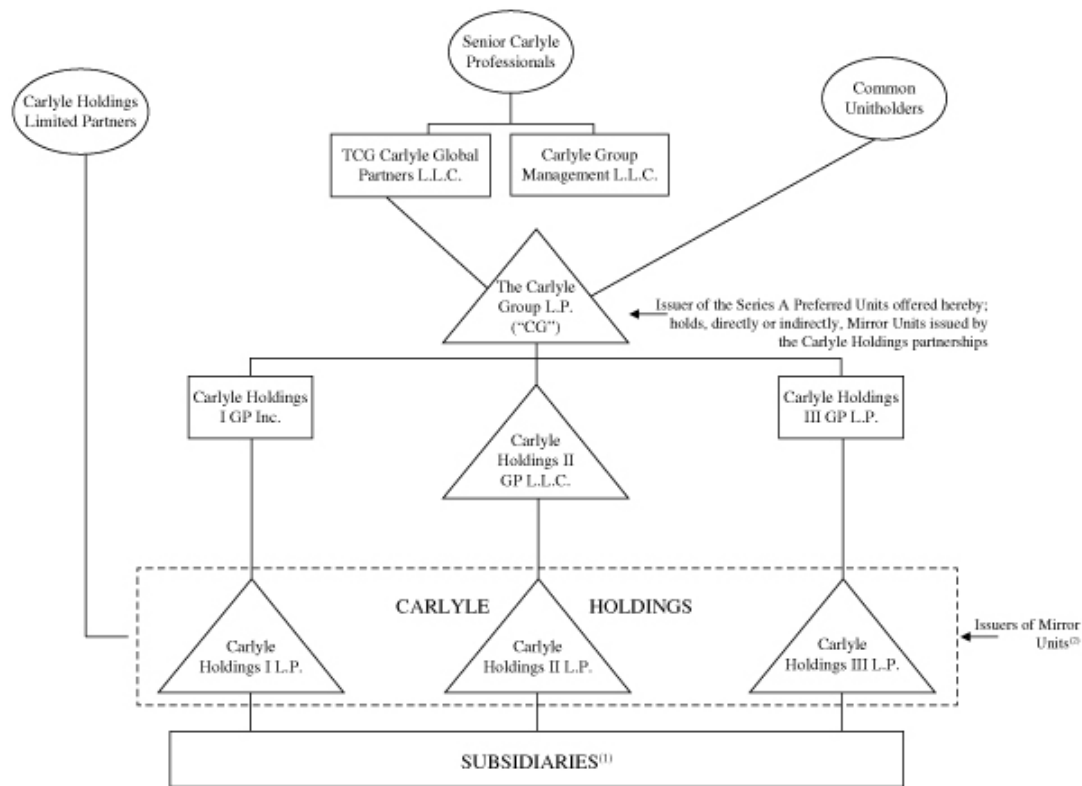 Senior Carlyle
Professionals
Carlyle Holdings
Limited Partners
Common
Unitholders
TCG Carlyle Global
Partners L.L.C.
Carlyle Group
Management L.L.C.
The Carlyle
Group L.P.
(“CG”)
Issuer of the Series A Preferred Units offered hereby;
holds, directly or indirectly, Mirror Units issued by
the Carlyle Holdings partnerships
Carlyle Holdings
I GP Inc.
Carlyle
Holdings II
GP L.L.C.
Carlyle Holdings
III GP L.P.
CARLYLE HOLDINGS
Carlyle
Holdings I L.P.
Carlyle
Holdings II L.P.
Carlyle
Holdings III L.P.
Issuers of Mirror
Units(2)
SUBSIDIARIES(1)